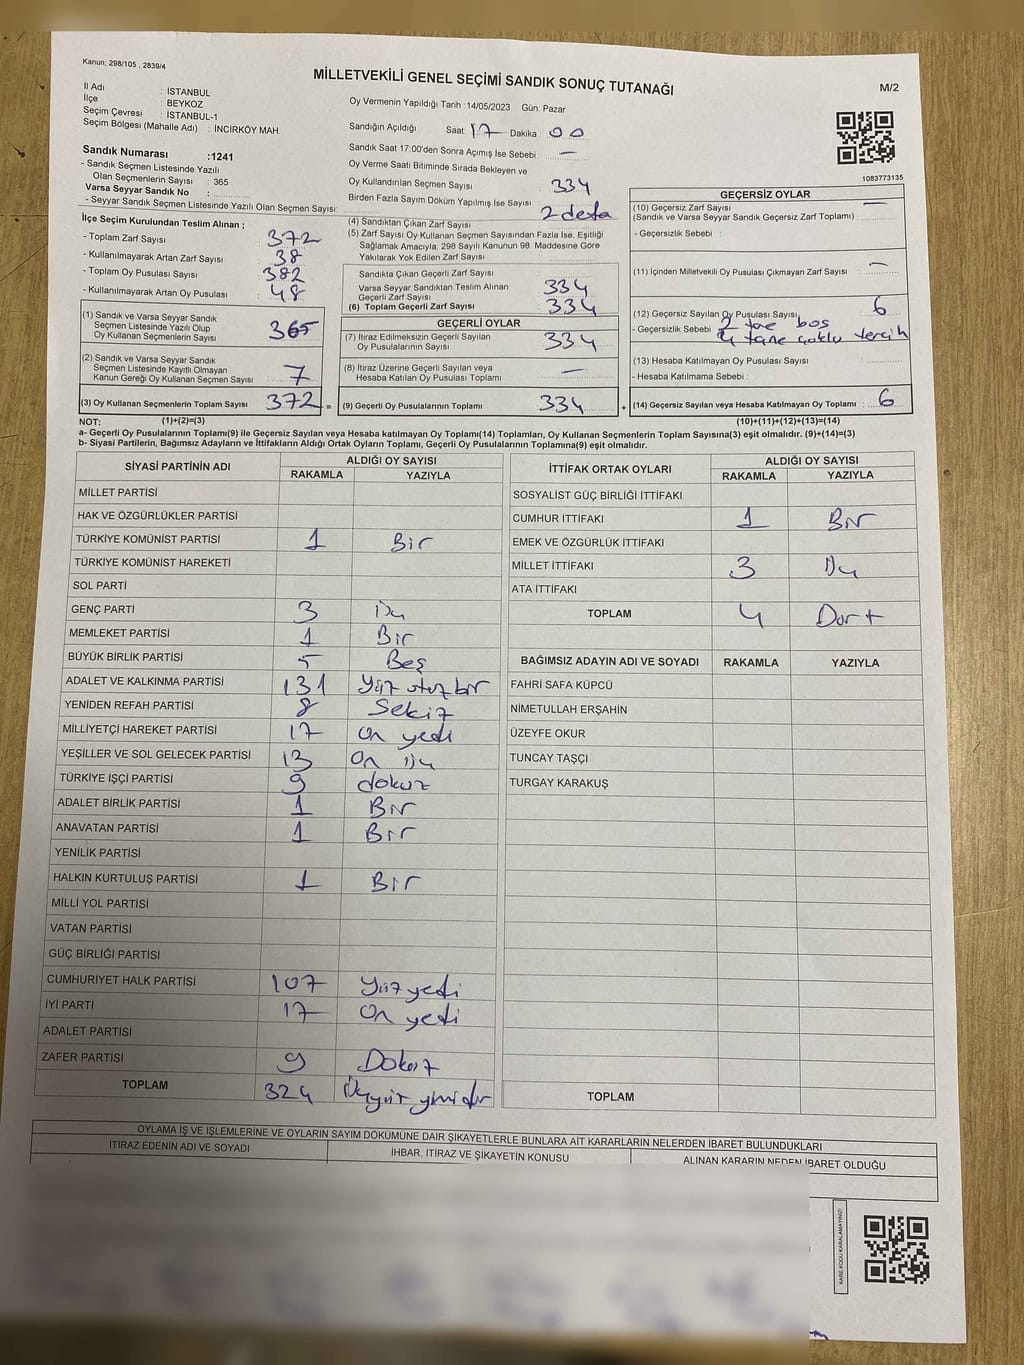 Kanun; 298/105 , 2839/4
MİLLETVEKİLİ GENEL SEÇİMİ SANDIK SONUÇ TUTANAĞI
M/2
İl Adı : İSTANBUL
İlçe : BEYKOZ
Seçim Çevresi : İSTANBUL-1
Seçim Bölgesi (Mahalle Adı) : İNCİRKÖY MAH.
Sandık Numarası :1241
- Sandık Seçmen Listesinde Yazılı
Olan Seçmenlerin Sayısı : 365
Varsa Seyyar Sandık No :
- Seyyar Sandık Seçmen Listesinde Yazılı Olan Seçmen Sayısı:
Oy Vermenin Yapıldığı Tarih :14/05/2023 Gün: Pazar
Sandığın Açıldığı Saat 17 Dakika : 00
Sandık Saat 17:00'den Sonra Açımış İse Sebebi : —
Oy Verme Saati Bitiminde Sırada Bekleyen ve
Oy Kullandırılan Seçmen Sayısı : 334
Birden Fazla Sayım Döküm Yapılmış İse Sayısı : 2 defa
1083773135
İlçe Seçim Kurulundan Teslim Alınan ;
- Toplam Zarf Sayısı : 372
- Kullanılmayarak Artan Zarf Sayısı : 38
- Toplam Oy Pusulası Sayısı : 382
- Kullanılmayarak Artan Oy Pusulası : 48
(1) Sandık ve Varsa Seyyar Sandık
Seçmen Listesinde Yazılı Olup
Oy Kullanan Seçmenlerin Sayısı : 365
(2) Sandık ve Varsa Seyyar Sandık
Seçmen Listesinde Kayıtlı Olmayan
Kanun Gereği Oy Kullanan Seçmen Sayısı : 7
(3) Oy Kullanan Seçmenlerin Toplam Sayısı : 372 =
(4) Sandıktan Çıkan Zarf Sayısı :
(5) Zarf Sayısı Oy Kullanan Seçmen Sayısından Fazla İse, Eşitliği
Sağlamak Amacıyla, 298 Sayılı Kanunun 98. Maddesine Göre
Yakılarak Yok Edilen Zarf Sayısı :
Sandıkta Çıkan Geçerli Zarf Sayısı :
Varsa Seyyar Sandıktan Teslim Alınan
Geçerli Zarf Sayısı : 334
(6) Toplam Geçerli Zarf Sayısı : 334
GEÇERLİ OYLAR
(7) İtiraz Edilmeksizin Geçerli Sayılan
Oy Pusulalarının Sayısı : 334
(8) İtiraz Üzerine Geçerli Sayılan veya
Hesaba Katılan Oy Pusulası Toplamı : —
(9) Geçerli Oy Pusulalarının Toplamı : 334 +
GEÇERSİZ OYLAR
(10) Geçersiz Zarf Sayısı —
(Sandık ve Varsa Seyyar Sandık Geçersiz Zarf Toplamı) :
- Geçersizlik Sebebi :
(11) İçinden Milletvekili Oy Pusulası Çıkmayan Zarf Sayısı : —
(12) Geçersiz Sayılan Oy Pusulası Sayısı : 6
- Geçersizlik Sebebi : 2 tane boş
4 tane çoklu tercih
(13) Hesaba Katılmayan Oy Pusulası Sayısı :
- Hesaba Katılmama Sebebi :
(14) Geçersiz Sayılan veya Hesaba Katılmayan Oy Toplamı : 6
NOT: (1)+(2)=(3) (10)+(11)+(12)+(13)=(14)
a- Geçerli Oy Pusulalarının Toplamı(9) ile Geçersiz Sayılan veya Hesaba katılmayan Oy Toplamı(14) Toplamları, Oy Kullanan Seçmenlerin Toplam Sayısına(3) eşit olmalıdır. (9)+(14)=(3)
b- Siyasi Partilerin, Bağımsız Adayların ve İttifakların Aldığı Ortak Oyların Toplamı, Geçerli Oy Pusulalarının Toplamına(9) eşit olmalıdır.
SİYASİ PARTİNİN ADI ALDIĞI OY SAYISI
RAKAMLA YAZIYLA
MİLLET PARTİSİ
HAK VE ÖZGÜRLÜKLER PARTİSİ
TÜRKİYE KOMÜNİST PARTİSİ 1 Bir
TÜRKİYE KOMÜNİST HAREKETİ
SOL PARTİ
GENÇ PARTİ 3 Üç
MEMLEKET PARTİSİ 1 Bir
BÜYÜK BİRLİK PARTİSİ 5 Beş
ADALET VE KALKINMA PARTİSİ 131 Yüz otuz bir
YENİDEN REFAH PARTİSİ 8 Sekiz
MİLLİYETÇİ HAREKET PARTİSİ 17 On yedi
YEŞİLLER VE SOL GELECEK PARTİSİ 13 On üç
TÜRKİYE İŞÇİ PARTİSİ 9 dokuz
ADALET BİRLİK PARTİSİ 1 Bir
ANAVATAN PARTİSİ 1 Bir
YENİLİK PARTİSİ
HALKIN KURTULUŞ PARTİSİ 1 Bir
MİLLİ YOL PARTİSİ
VATAN PARTİSİ
GÜÇ BİRLİĞİ PARTİSİ
CUMHURİYET HALK PARTİSİ 107 Yüz yedi
İYİ PARTİ 17 On yedi
ADALET PARTİSİ
ZAFER PARTİSİ 9 Dokuz
TOPLAM 324
İTTİFAK ORTAK OYLARI ALDIĞI OY SAYISI
RAKAMLA YAZIYLA
SOSYALİST GÜÇ BİRLİĞİ İTTİFAKI
CUMHUR İTTİFAKI 1 Bir
EMEK VE ÖZGÜRLÜK İTTİFAKI
MİLLET İTTİFAKI 3 Üç
ATA İTTİFAKI
TOPLAM 4 Dört
BAĞIMSIZ ADAYIN ADI VE SOYADI RAKAMLA YAZIYLA
FAHRİ SAFA KÜPCÜ
NİMETULLAH ERŞAHİN
ÜZEYFE OKUR
TUNCAY TAŞÇI
TURGAY KARAKUŞ
TOPLAM
OYLAMA İŞ VE İŞLEMLERİNE VE OYLARIN SAYIM DÖKÜMÜNE DAİR ŞİKAYETLERLE BUNLARA AİT KARARLARIN NELERDEN İBARET BULUNDUKLARI
İTİRAZ EDENİN ADI VE SOYADI İHBAR, İTİRAZ VE ŞİKAYETİN KONUSU ALINAN KARARIN NEDEN İBARET OLDUĞU
KARE KODU KARALAMAYINIZ!